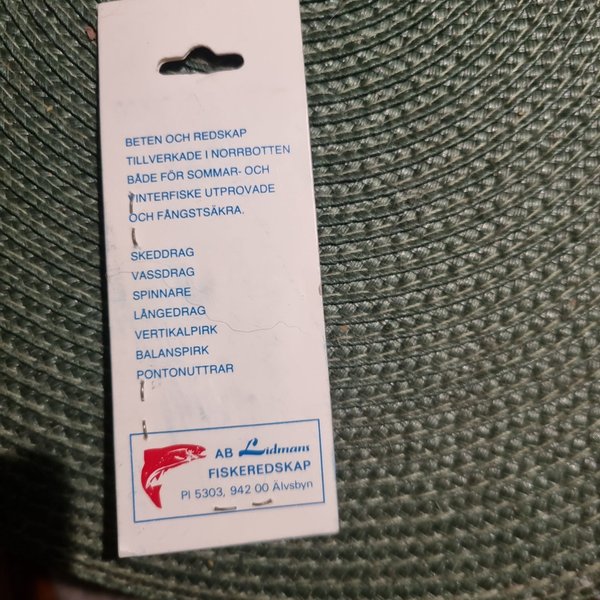 BETEN OCH REDSKAP
TILLVERKADE I NORRBOTTEN
BÅDE FÖR SOMMAR- OCH
VINTERFISKE UTPROVADE
OCH FÅNGSTSÄKRA.
SKEDDRAG
VASSDRAG
SPINNARE
LÅNGEDRAG
VERTIKALPIRK
BALANSPIRK
PONTONUTTRAR
AB Lidmans
FISKEREDSKAP
Pl 5303, 942 00 Älvsbyn